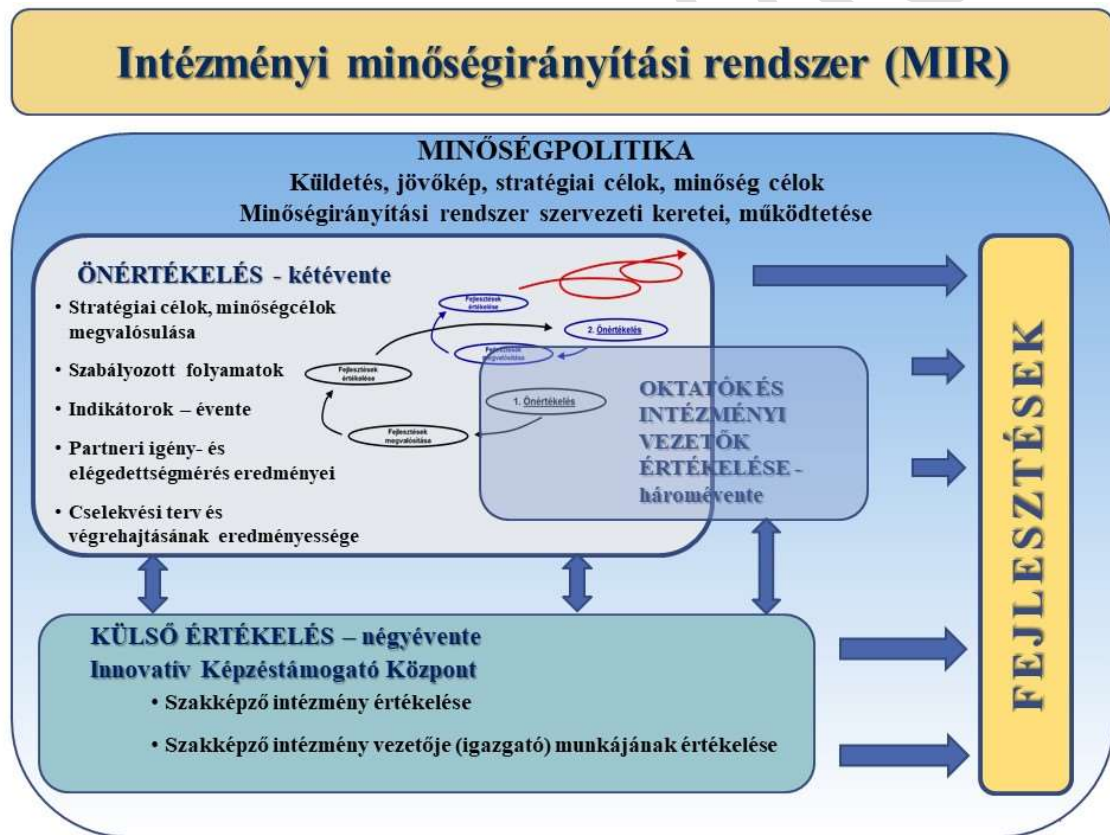 Intézményi minőségirányítási rendszer (MIR)
MINŐSÉGPOLITIKA
Küldetés, jövőkép, stratégiai célok, minőség célok
Minőségirányítási rendszer szervezeti keretei, működtetése
ÖNÉRTÉKELÉS - kétévente
• Stratégiai célok, minőségcélok
megvalósulása
• Szabályozott folyamatok
• Indikátorok – évente
• Partneri igény- és
elégedettségmérés eredményei
• Cselekvési terv és
végrehajtásának eredményessége
Fejlesztések
értékelése
2. Önértékelés
Fejlesztések
megvalósítása
Fejlesztések
értékelése
1. Önértékelés
Fejlesztések
megvalósítása
OKTATÓK ÉS
INTÉZMÉNYI
VEZETŐK
ÉRTÉKELÉSE -
háromévente
KÜLSŐ ÉRTÉKELÉS – négyévente
Innovatív Képzéstámogató Központ
• Szakképző intézmény értékelése
• Szakképző intézmény vezetője (igazgató) munkájának értékelése
FEJLESZTÉSEK